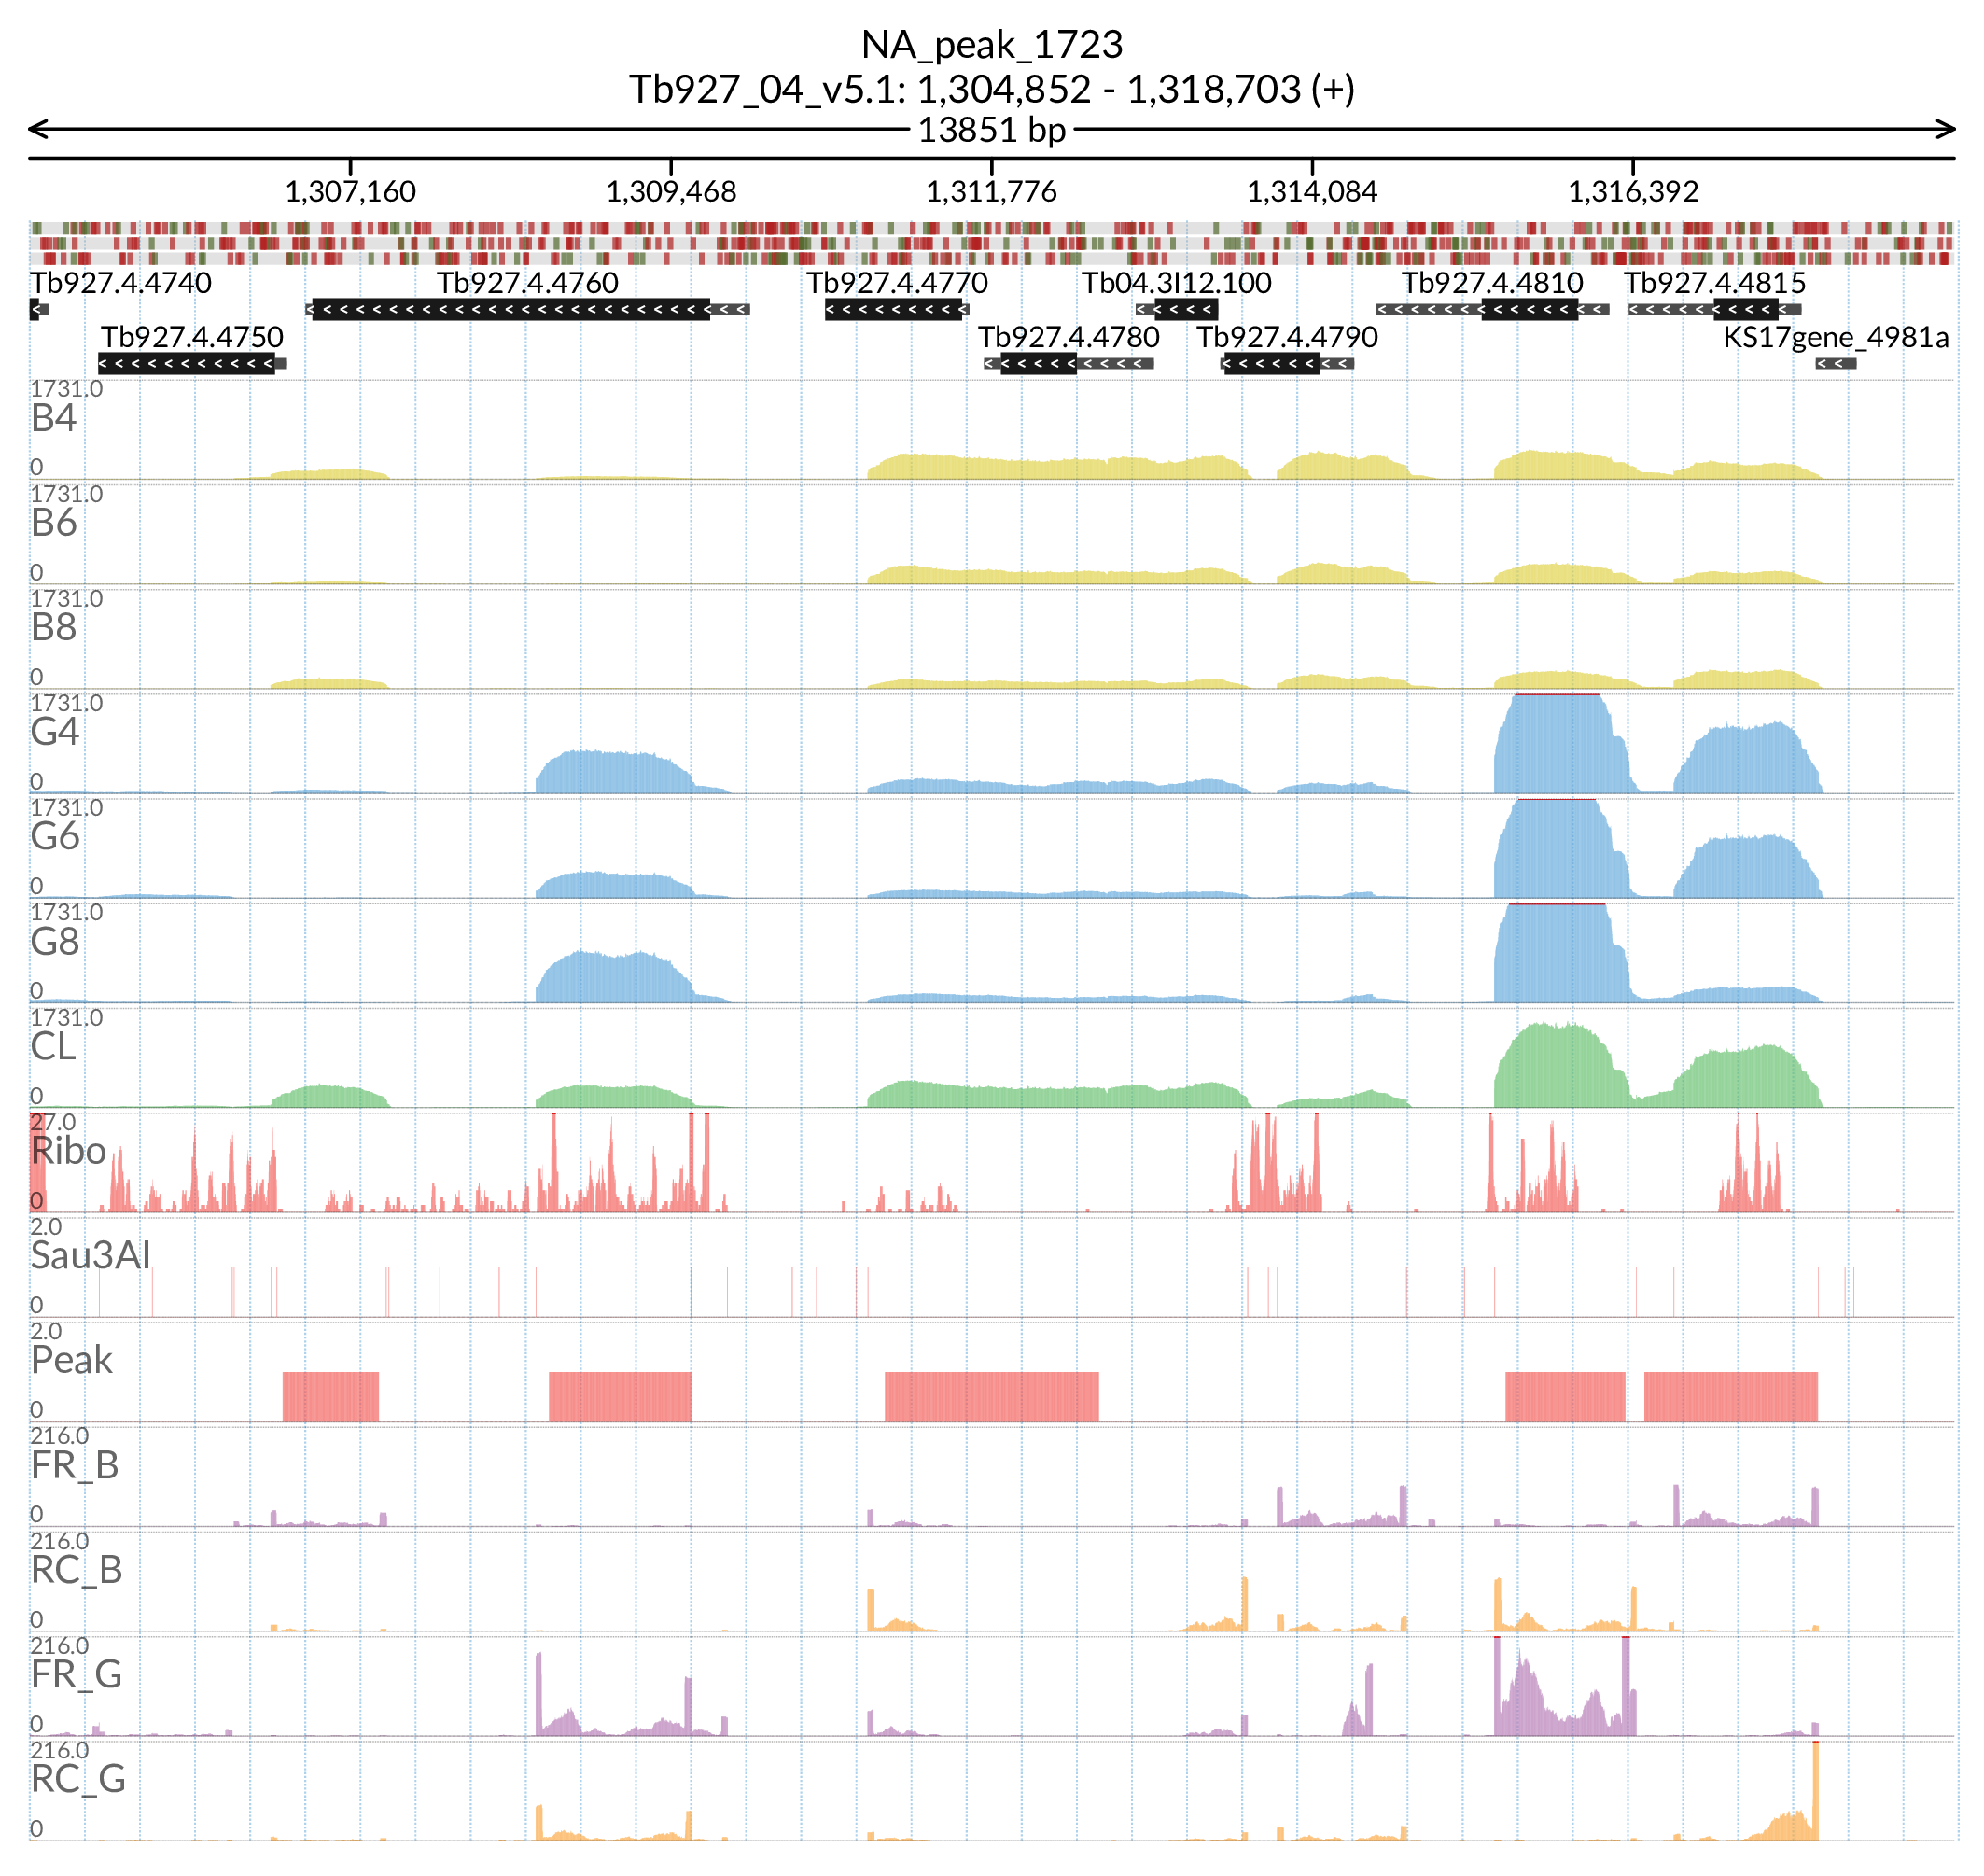 NA_peak_1723
Tb927_04_v5.1: 1,304,852 - 1,318,703 (+)
13851 bp
1,307,160 1,309,468 1,311,776 1,314,084 1,316,392
Tb927.4.4740 Tb927.4.4760 Tb927.4.4770 Tb04.3I12.100 Tb927.4.4810 Tb927.4.4815
Tb927.4.4750 Tb927.4.4780 Tb927.4.4790 KS17gene_4981a
1731.0
B4
0
1731.0
B6
0
1731.0
B8
0
1731.0
G4
0
1731.0
G6
0
1731.0
G8
0
1731.0
CL
0
27.0
Ribo
0
2.0
Sau3AI
0
2.0
Peak
0
216.0
FR_B
0
216.0
RC_B
0
216.0
FR_G
0
216.0
RC_G
0